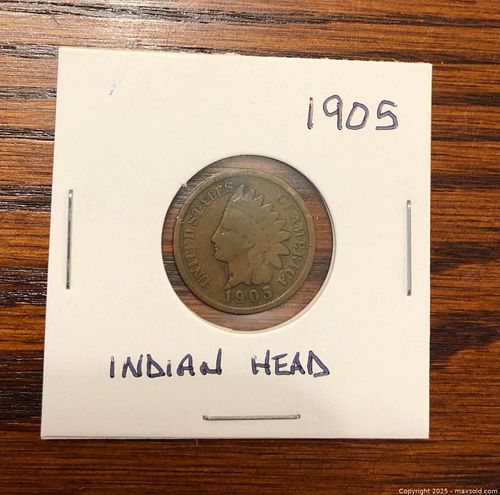 1905
UNITED STATES OF AMERICA
1905
INDIAN HEAD
Copyright 2025 - maxsold.com